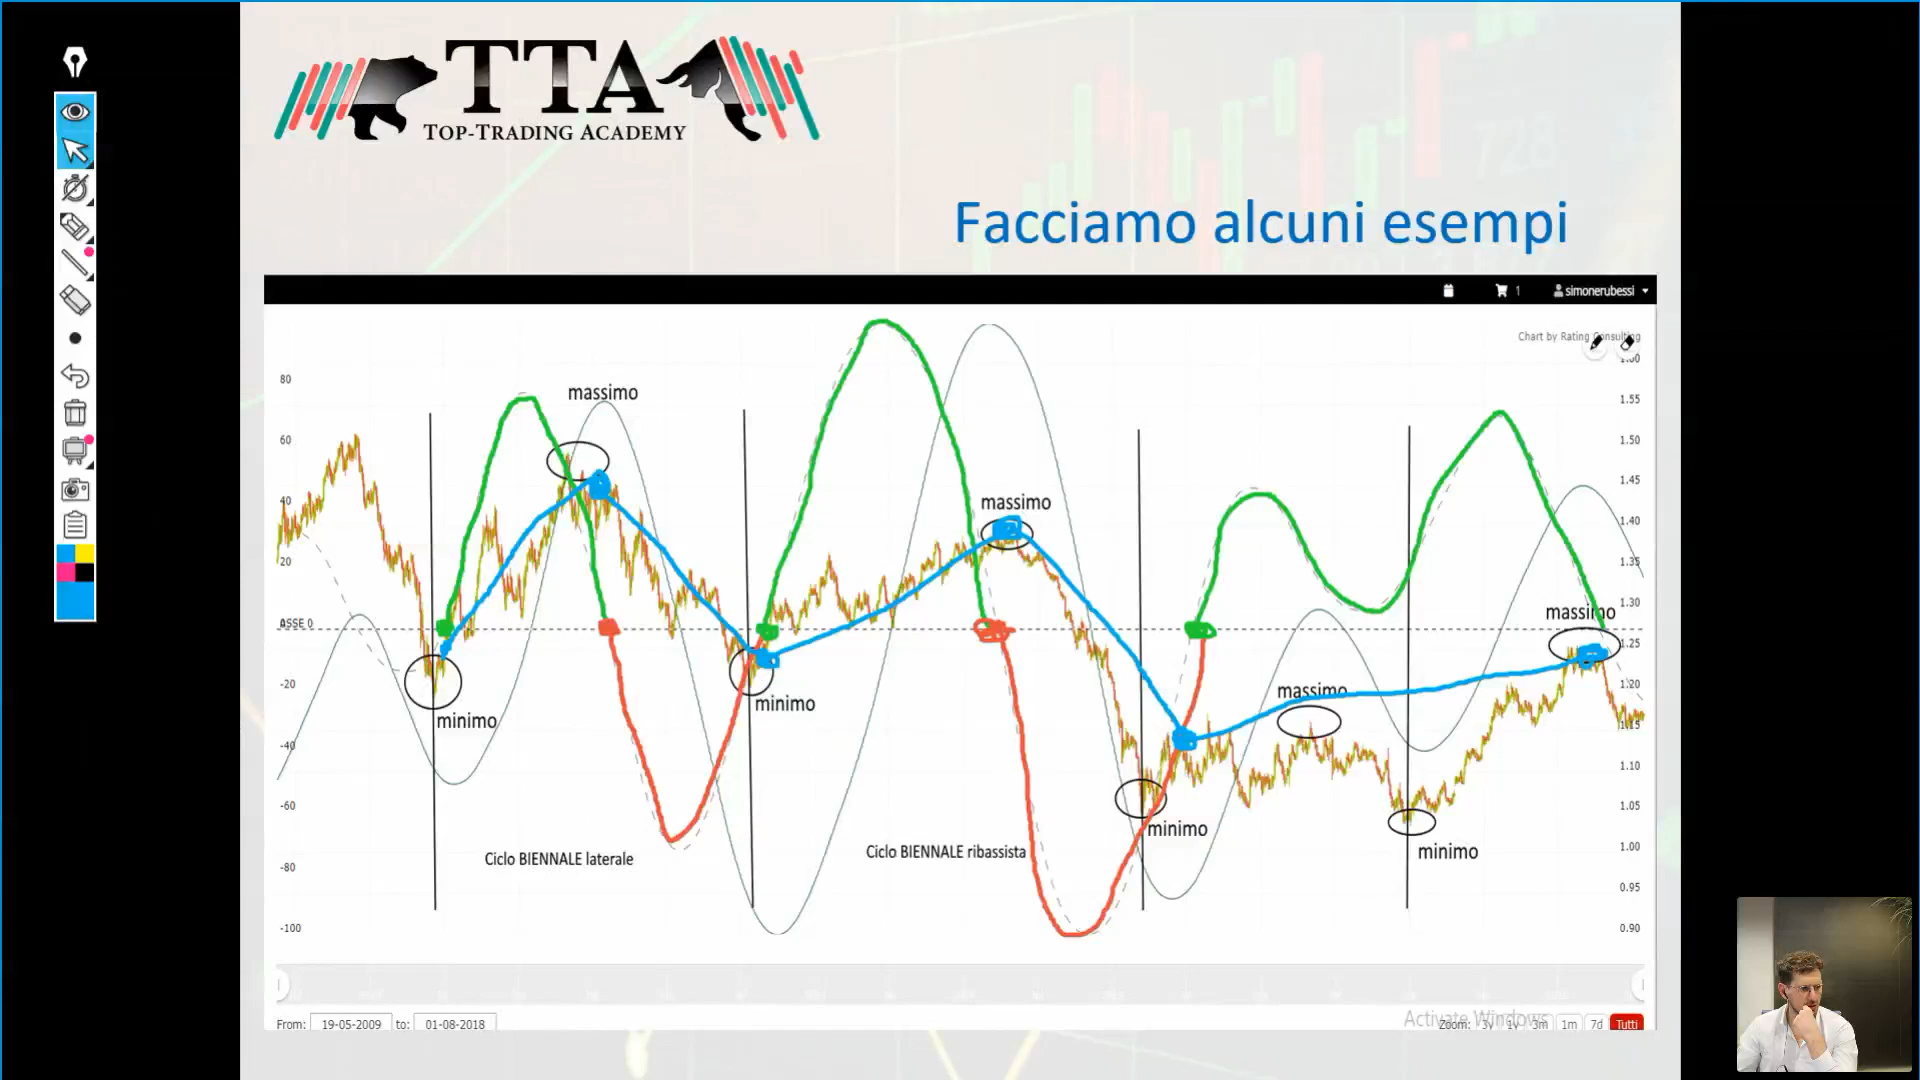 TTA
TOP-TRADING ACADEMY
Facciamo alcuni esempi
1
simonerubessi
Chart by Rating Consulting
80
60
40
20
ASSE 0
-20
-40
-60
-80
-100
1.60
1.55
1.50
1.45
1.40
1.35
1.30
1.25
1.20
1.15
1.10
1.05
1.00
0.95
0.90
massimo
massimo
massimo
massimo
minimo
minimo
minimo
minimo
Ciclo BIENNALE laterale
Ciclo BIENNALE ribassista
From: 19-05-2009 to: 01-08-2018
Zoom: 3y 1y 3m 1m 7d Tutti
Activate Windows
728